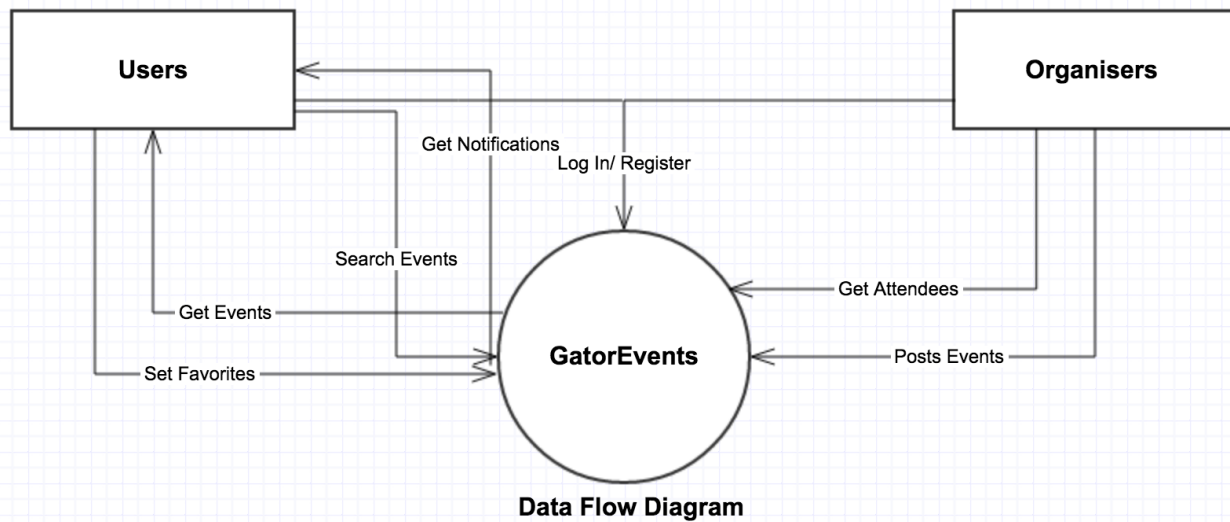 Users
Organisers
Get Notifications
Log In/ Register
Search Events
Get Attendees
Get Events
GatorEvents
Posts Events
Set Favorites
Data Flow Diagram